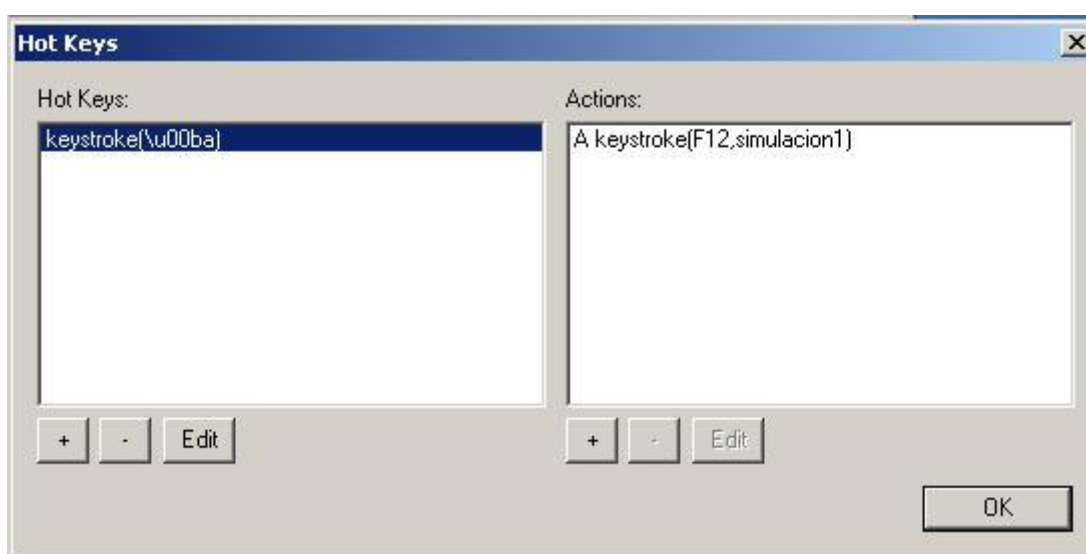 Hot Keys
Hot Keys:
Actions:
keystroke(\u00ba)
A keystroke(F12,simulacion1)
+ - Edit
+ - Edit
OK